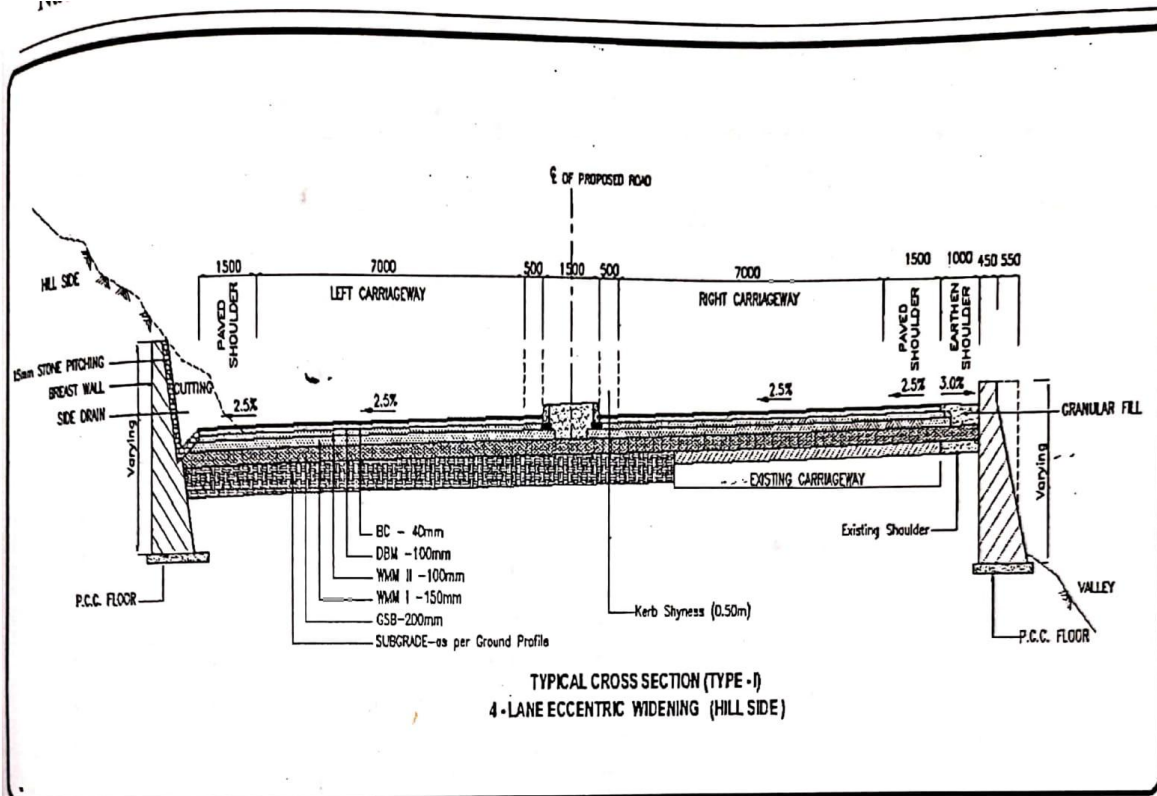 ℄ OF PROPOSED ROAD
1500 7000 500 1500 500 7000 1500 1000 450 550
HILL SIDE
LEFT CARRIAGEWAY
RIGHT CARRIAGEWAY
PAVED SHOULDER
PAVED SHOULDER
EARTHEN SHOULDER
15mm STONE PITCHING
BREAST WALL
CUTTING
SIDE DRAIN
2.5%
2.5%
2.5%
2.5%
3.0%
GRANULAR FILL
Varying
Varying
EXISTING CARRIAGEWAY
Existing Shoulder
BC - 40mm
DBM -100mm
WMM II -100mm
WMM I -150mm
GSB-200mm
SUBGRADE-as per Ground Profile
Kerb Shyness (0.50m)
P.C.C. FLOOR
VALLEY
P.C.C. FLOOR
TYPICAL CROSS SECTION (TYPE - I)
4 - LANE ECCENTRIC WIDENING (HILL SIDE)